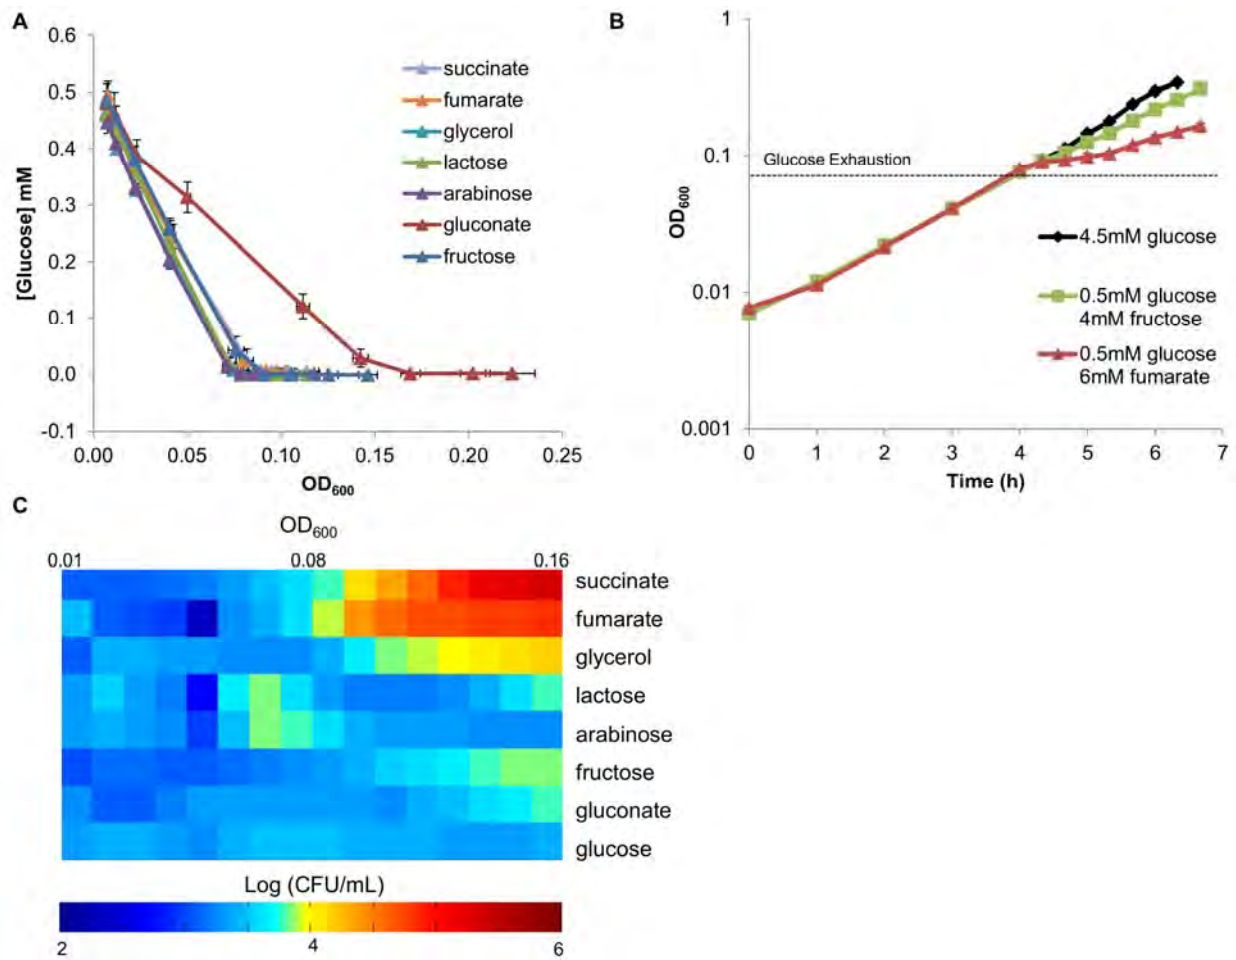 A
0.6
0.5
0.4
0.3
0.2
0.1
0.0
-0.1
[Glucose] mM
0.00
0.05
0.10
0.15
0.20
0.25
OD600
succinate
fumarate
glycerol
lactose
arabinose
gluconate
fructose
B
1
0.1
0.01
0.001
OD600
Glucose Exhaustion
4.5mM glucose
0.5mM glucose
4mM fructose
0.5mM glucose
6mM fumarate
0
1
2
3
4
5
6
7
Time (h)
C
OD600
0.01
0.08
0.16
succinate
fumarate
glycerol
lactose
arabinose
fructose
gluconate
glucose
Log (CFU/mL)
2
4
6